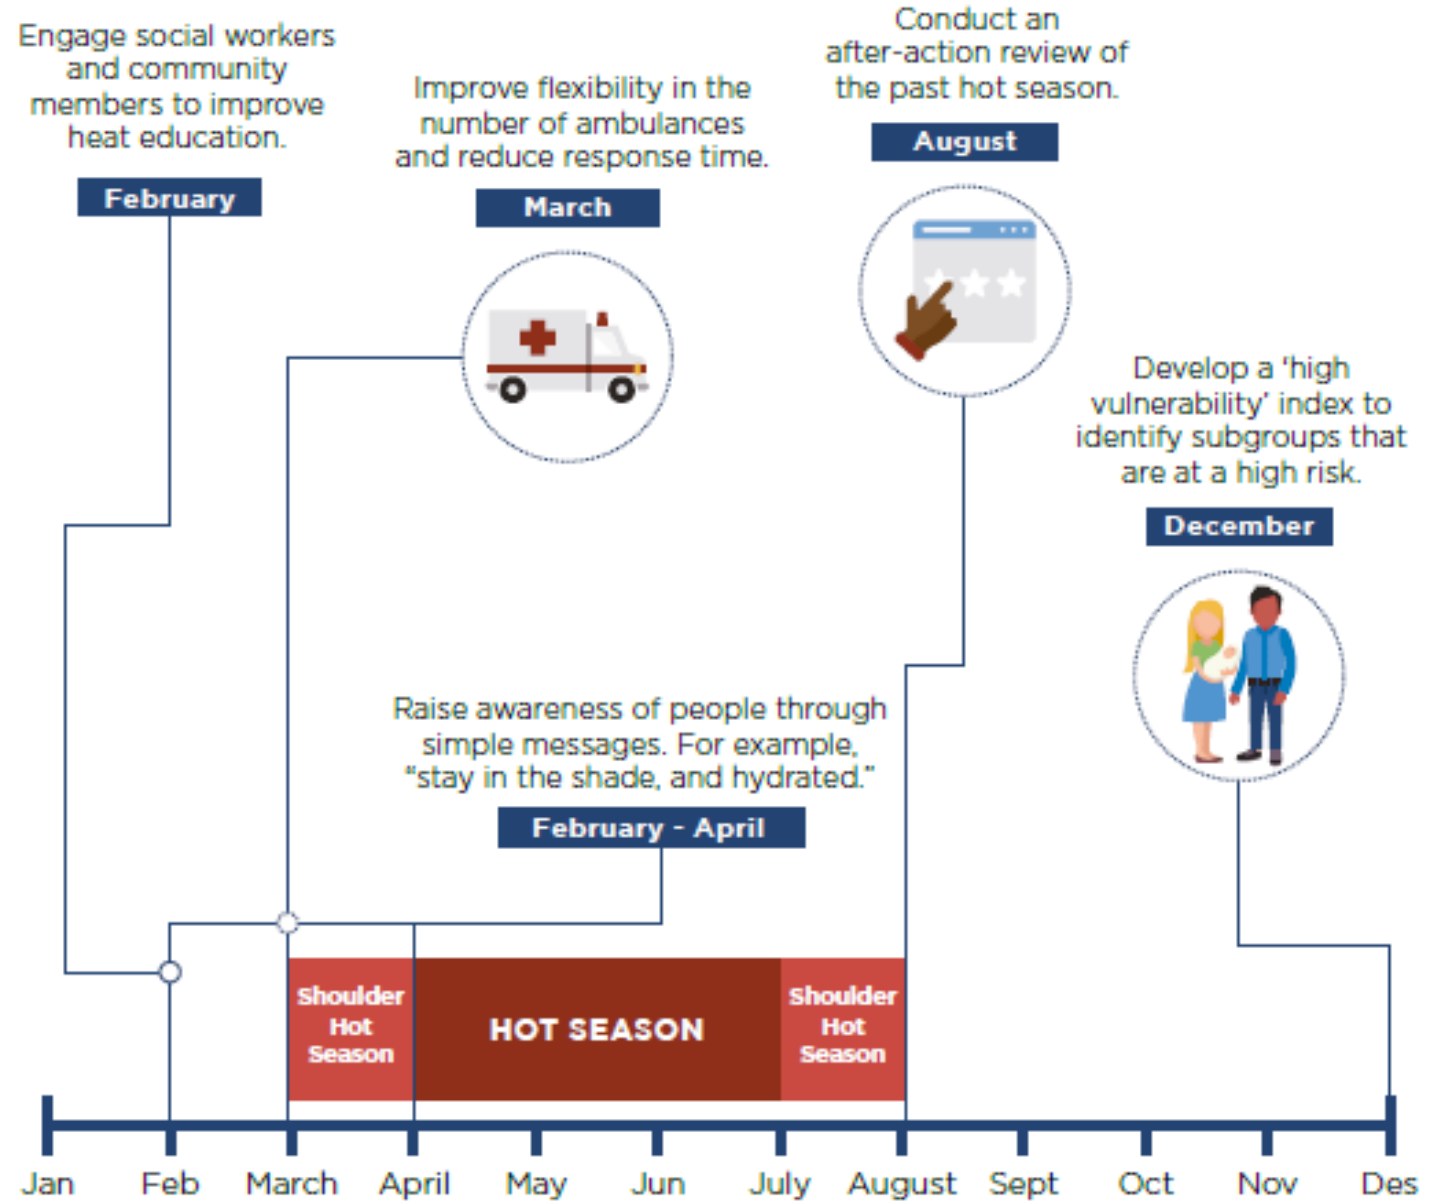 Engage social workers
and community
members to improve
heat education.
February
Improve flexibility in the
number of ambulances
and reduce response time.
March
Conduct an
after-action review of
the past hot season.
August
Develop a ‘high
vulnerability’ index to
identify subgroups that
are at a high risk.
December
Raise awareness of people through
simple messages. For example,
“stay in the shade, and hydrated.”
February - April
Shoulder
Hot
Season
HOT SEASON
Shoulder
Hot
Season
Jan Feb March April May Jun July August Sept Oct Nov Des